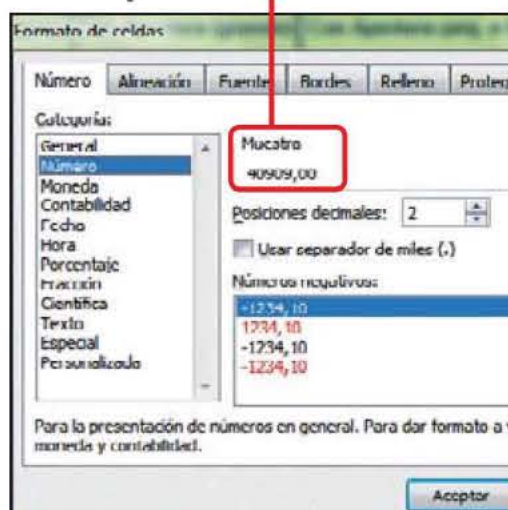 Formato de celdas
Número Alineación Fuente Bordes Relleno
Categoría:
General
Número
Moneda
Contabilidad
Fecha
Hora
Porcentaje
Fracción
Científica
Texto
Especial
Personalizada
Muestra
40909,00
Posiciones decimales: 2
Usar separador de miles (.)
Números negativos:
-1234,10
1234,10
-1234,10
-1234,10
Para la presentación de números en general. Para dar formato a
moneda y contabilidad.
Aceptar